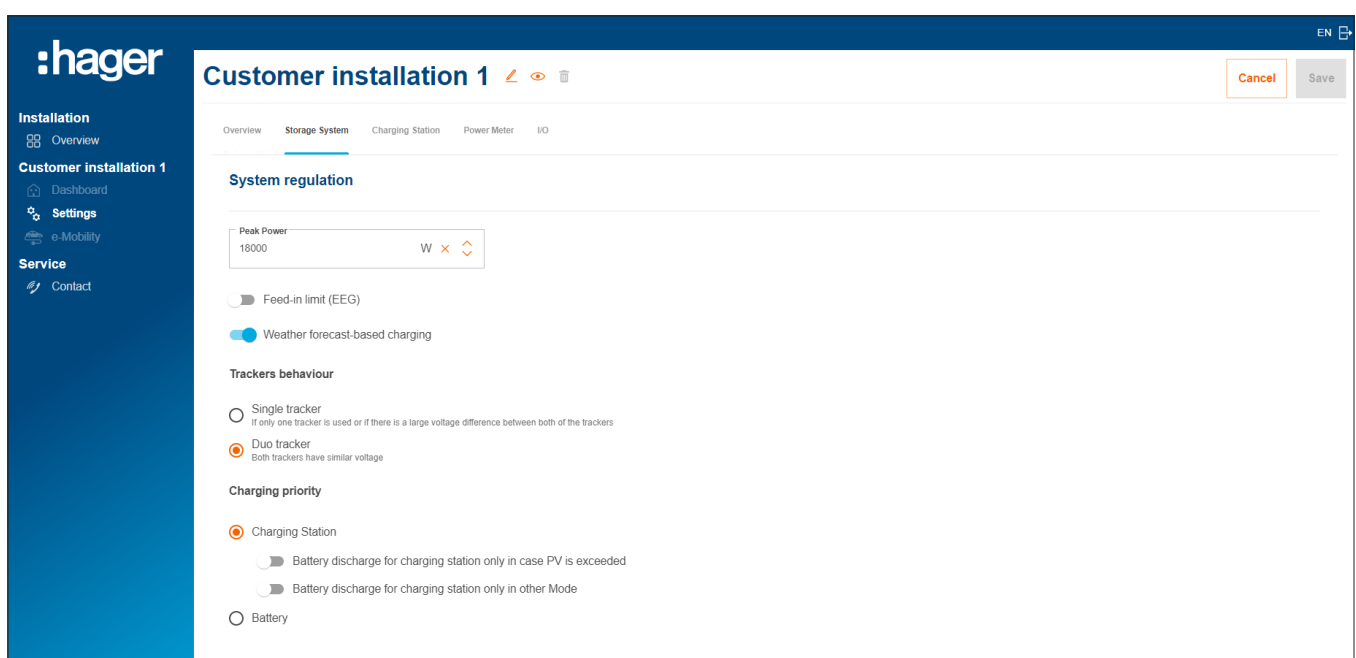 EN
:hager
Customer installation 1
Cancel
Save
Installation
Overview
Customer installation 1
Dashboard
Settings
e-Mobility
Service
Contact
Overview Storage System Charging Station Power Meter I/O
System regulation
Peak Power
18000 W
Feed-in limit (EEG)
Weather forecast-based charging
Trackers behaviour
Single tracker
If only one tracker is used or if there is a large voltage difference between both of the trackers
Duo tracker
Both trackers have similar voltage
Charging priority
Charging Station
Battery discharge for charging station only in case PV is exceeded
Battery discharge for charging station only in other Mode
Battery